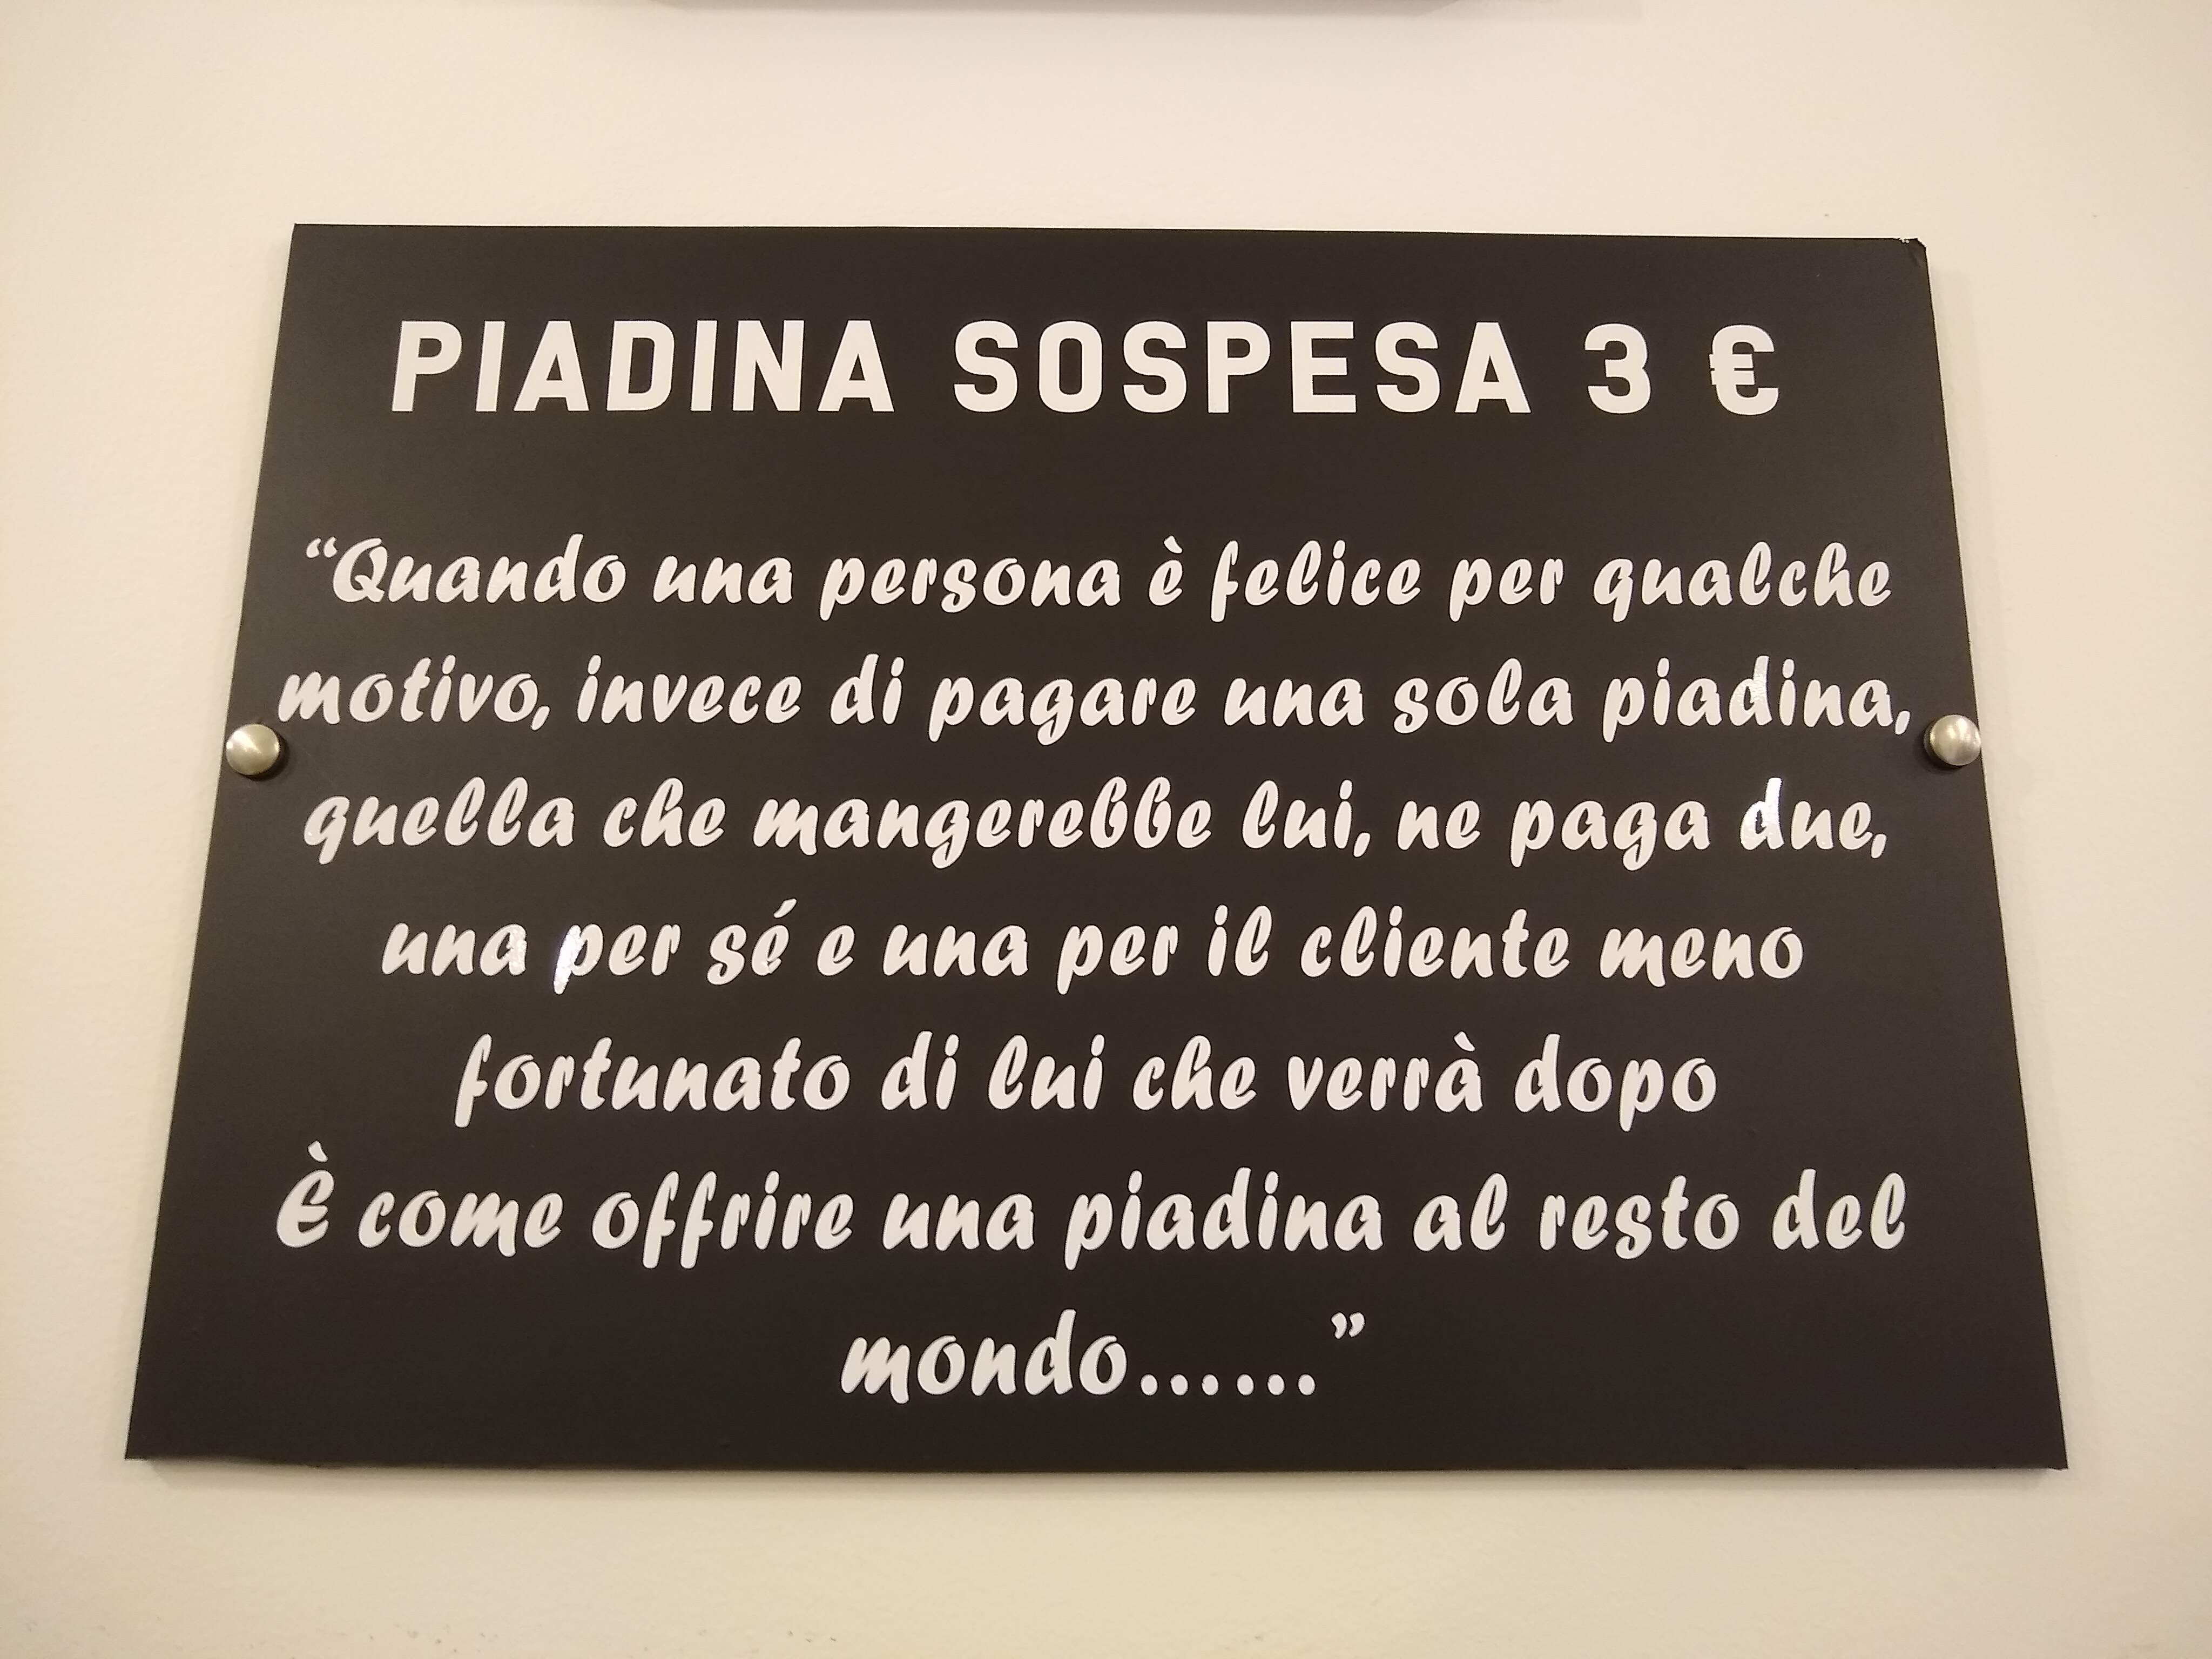 PIADINA SOSPESA 3 €
“Quando una persona è felice per qualche
motivo, invece di pagare una sola piadina,
quella che mangerebbe lui, ne paga due,
una per sé e una per il cliente meno
fortunato di lui che verrà dopo
È come offrire una piadina al resto del
mondo……”